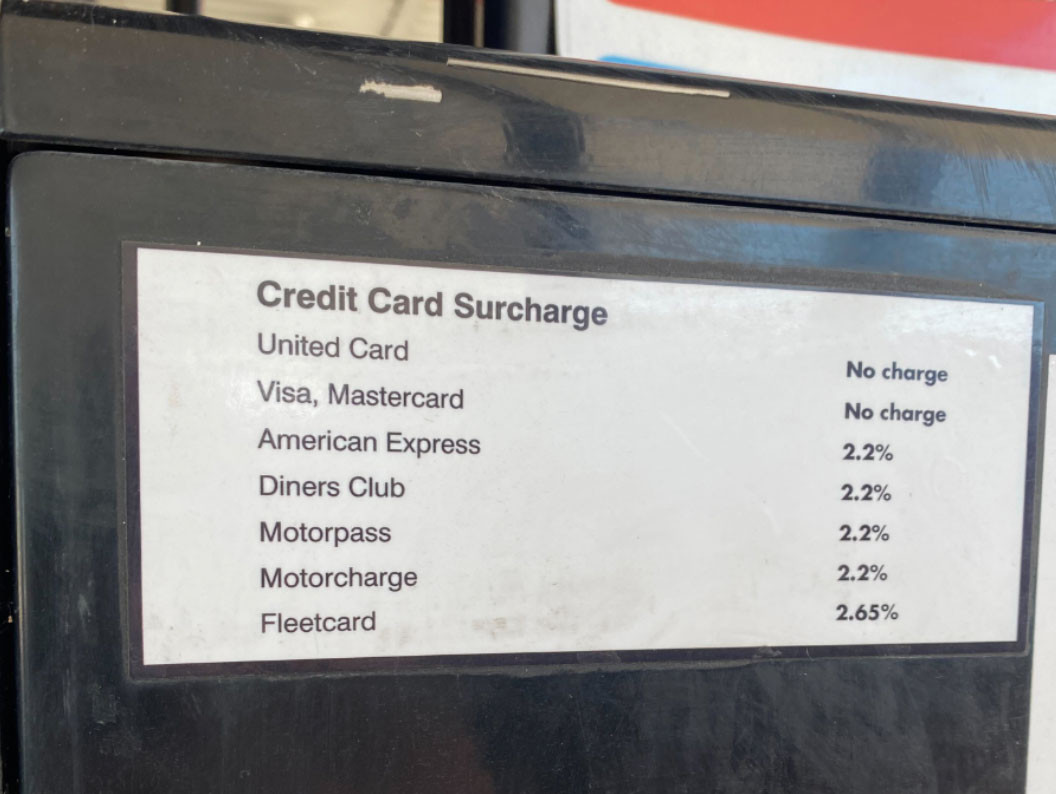 Credit Card Surcharge
United Card No charge
Visa, Mastercard No charge
American Express 2.2%
Diners Club 2.2%
Motorpass 2.2%
Motorcharge 2.2%
Fleetcard 2.65%